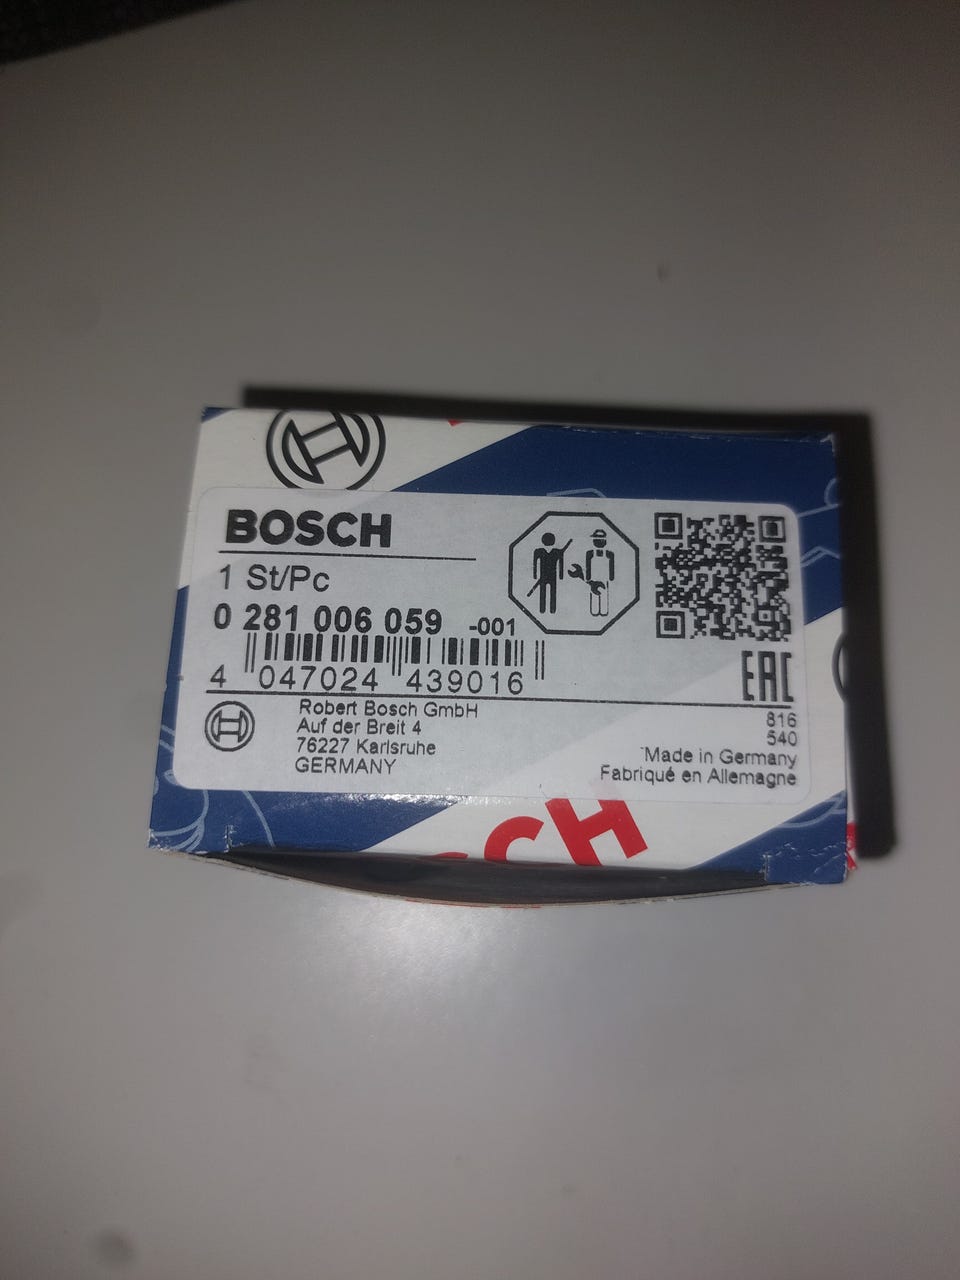 BOSCH
1 St/Pc
0 281 006 059 -001
4 047024 439016
EAC
Robert Bosch GmbH
Auf der Breit 4
76227 Karlsruhe
GERMANY
816
540
Made in Germany
Fabriqué en Allemagne
CH